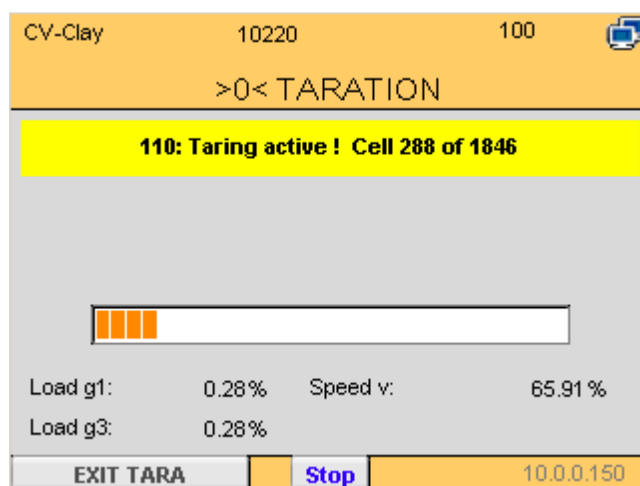 CV-Clay 10220 100
>0< TARATION
110: Taring active ! Cell 288 of 1846
Load g1: 0.28% Speed v: 65.91%
Load g3: 0.28%
EXIT TARA Stop 10.0.0.150